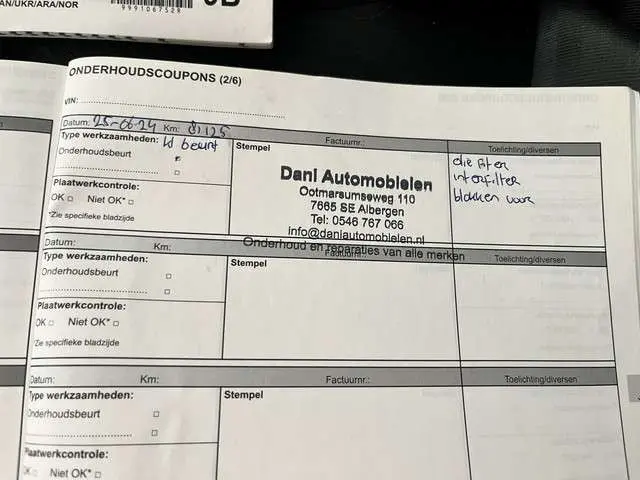 AN/UKR/ARA/NOR
9991067528
ONDERHOUDSCOUPONS (2/6)
VIN:
Datum: 25-06-24 Km: 81125
Factuurnr.:
Toelichting/diversen
Type werkzaamheden: kl beurt
Onderhoudsbeurt
Plaatwerkcontrole:
OK Niet OK*
*Zie specifieke bladzijde
Stempel
Dani Automobielen
Ootmarsumseweg 110
7665 SE Albergen
Tel: 0546 767 066
info@daniautomobielen.nl
Onderhoud en reparaties van alle merken
olie filter
interfilter
blokken voor
Datum: Km:
Factuurnr.:
Toelichting/diversen
Type werkzaamheden:
Onderhoudsbeurt
Plaatwerkcontrole:
OK Niet OK*
*Zie specifieke bladzijde
Stempel
Datum: Km:
Factuurnr.:
Toelichting/diversen
Type werkzaamheden:
Onderhoudsbeurt
Plaatwerkcontrole:
OK Niet OK*
Stempel